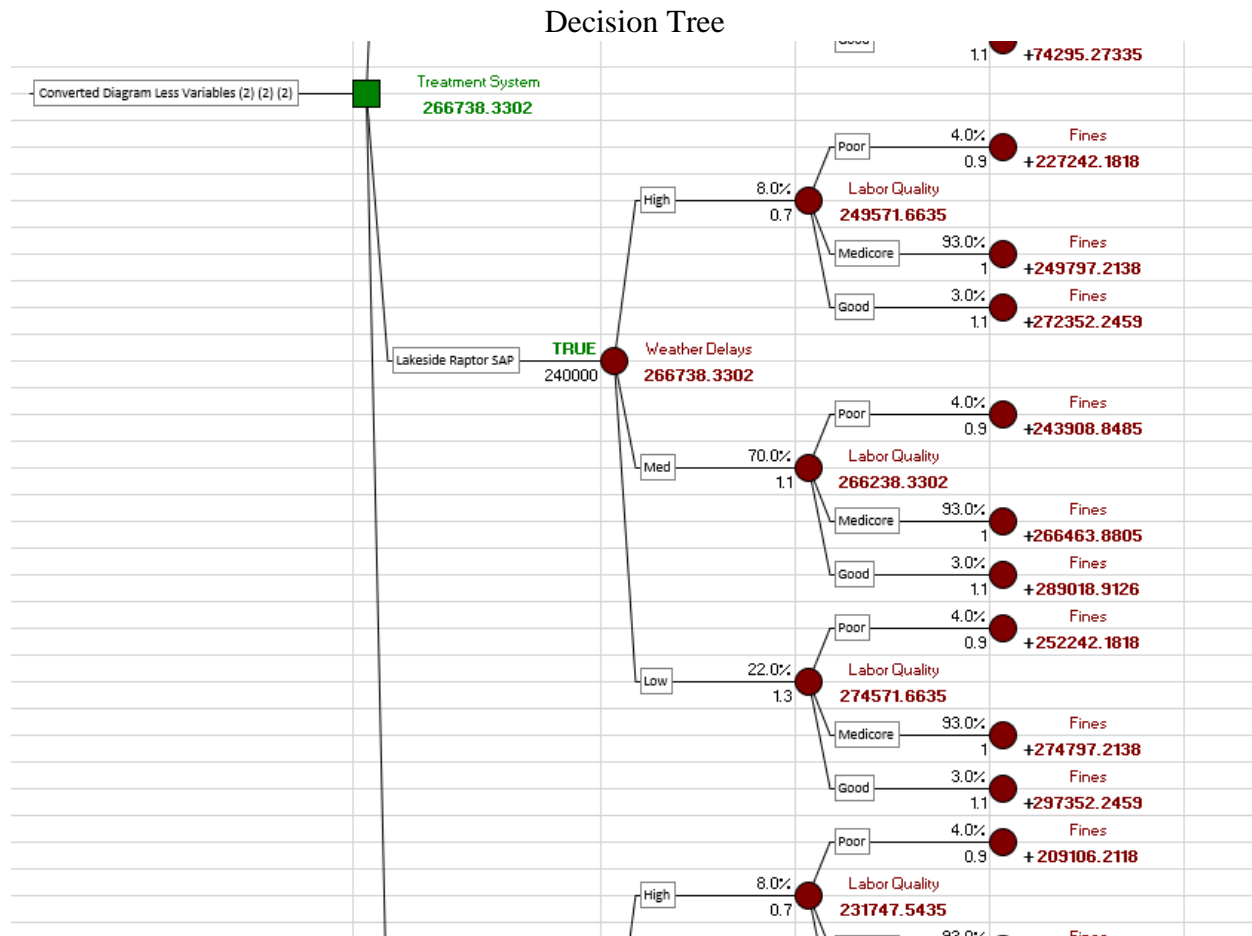 Decision Tree
Good
1.1 +74295.27335
Converted Diagram Less Variables (2) (2) (2)
Treatment System
266738.3302
Poor 4.0% Fines
0.9 +227242.1818
High 8.0% Labor Quality
0.7 249571.6635
Medicore 93.0% Fines
1 +249797.2138
Good 3.0% Fines
1.1 +272352.2459
Lakeside Raptor SAP TRUE Weather Delays
240000 266738.3302
Poor 4.0% Fines
0.9 +243908.8485
Med 70.0% Labor Quality
1.1 266238.3302
Medicore 93.0% Fines
1 +266463.8805
Good 3.0% Fines
1.1 +289018.9126
Poor 4.0% Fines
0.9 +252242.1818
Low 22.0% Labor Quality
1.3 274571.6635
Medicore 93.0% Fines
1 +274797.2138
Good 3.0% Fines
1.1 +297352.2459
Poor 4.0% Fines
0.9 +209106.2118
High 8.0% Labor Quality
0.7 231747.5435
93.0% Fines